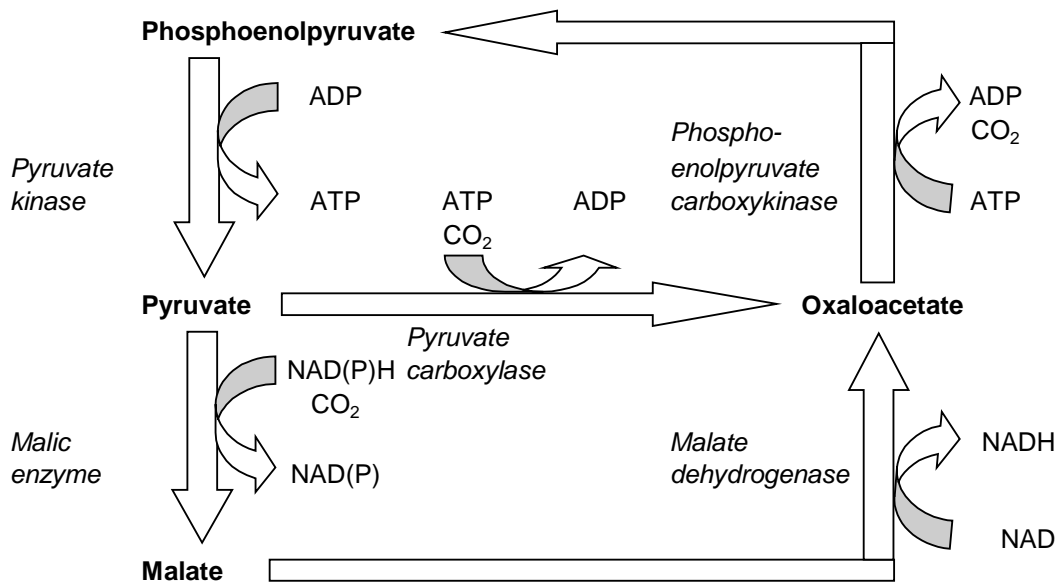 Phosphoenolpyruvate
ADP
ADP
CO₂
Pyruvate
kinase
Phospho-
enolpyruvate
carboxykinase
ATP
ATP
CO₂
ADP
ATP
Pyruvate
Oxaloacetate
Pyruvate
carboxylase
NAD(P)H
CO₂
Malic
enzyme
NAD(P)
Malate
dehydrogenase
NADH
NAD
Malate